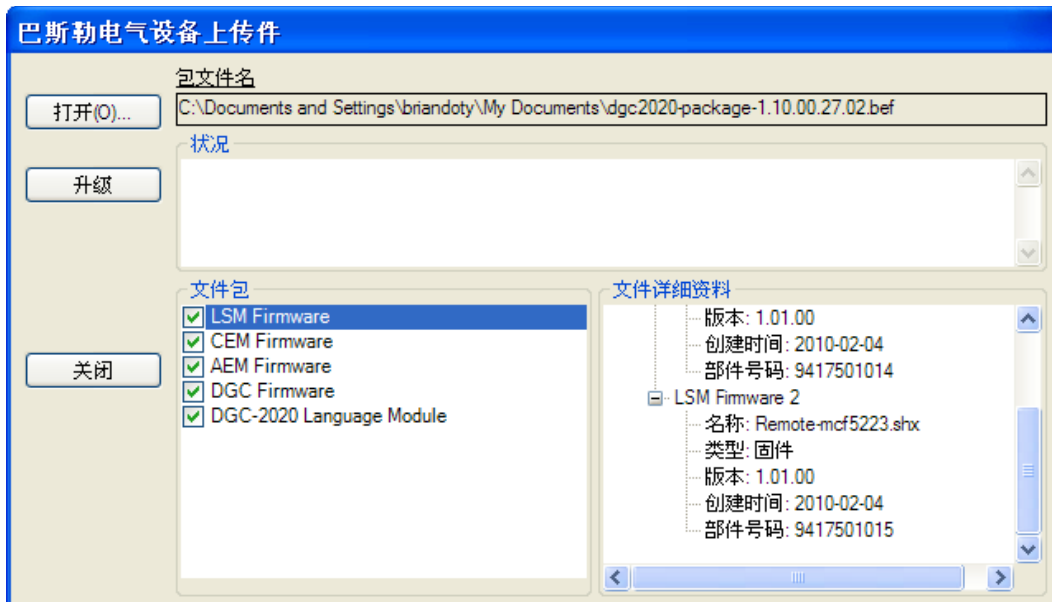 巴斯勒电气设备上传件
包文件名
打开(O)...
C:\Documents and Settings\briandoty\My Documents\dgc2020-package-1.10.00.27.02.bef
状况
升级
文件包
LSM Firmware
CEM Firmware
AEM Firmware
DGC Firmware
DGC-2020 Language Module
关闭
文件详细资料
版本: 1.01.00
创建时间: 2010-02-04
部件号码: 9417501014
LSM Firmware 2
名称: Remote-mcf5223.shx
类型: 固件
版本: 1.01.00
创建时间: 2010-02-04
部件号码: 9417501015